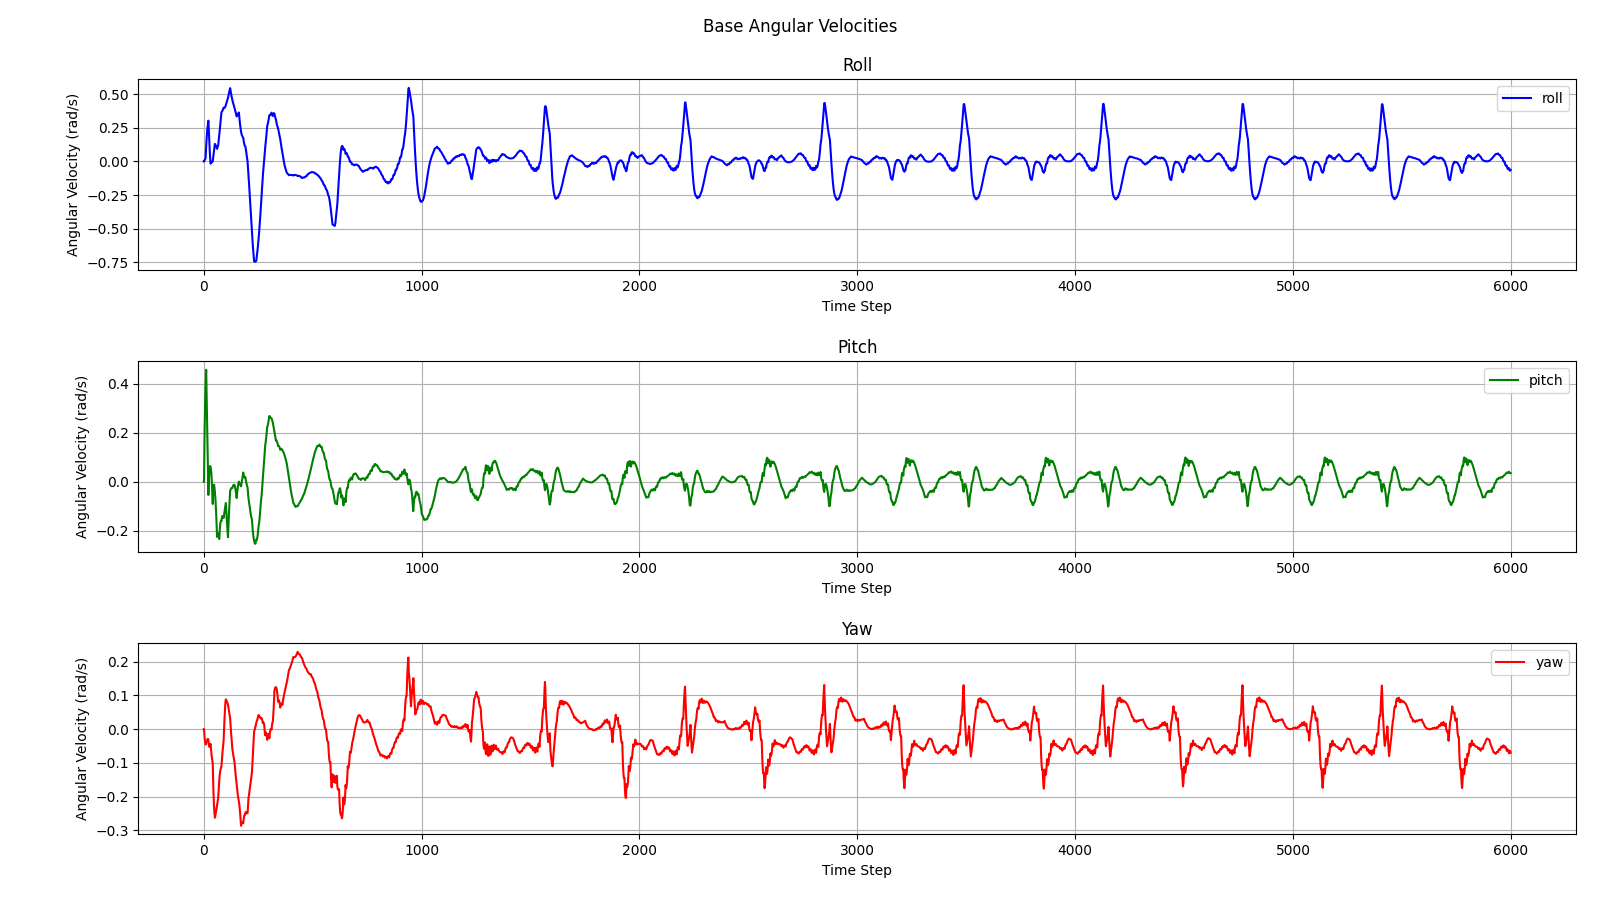 Base Angular Velocities
Roll
Angular Velocity (rad/s)
0.50
0.25
0.00
−0.25
−0.50
−0.75
roll
0 1000 2000 3000 4000 5000 6000
Time Step
Pitch
Angular Velocity (rad/s)
0.4
0.2
0.0
−0.2
pitch
0 1000 2000 3000 4000 5000 6000
Time Step
Yaw
Angular Velocity (rad/s)
0.2
0.1
0.0
−0.1
−0.2
−0.3
yaw
0 1000 2000 3000 4000 5000 6000
Time Step